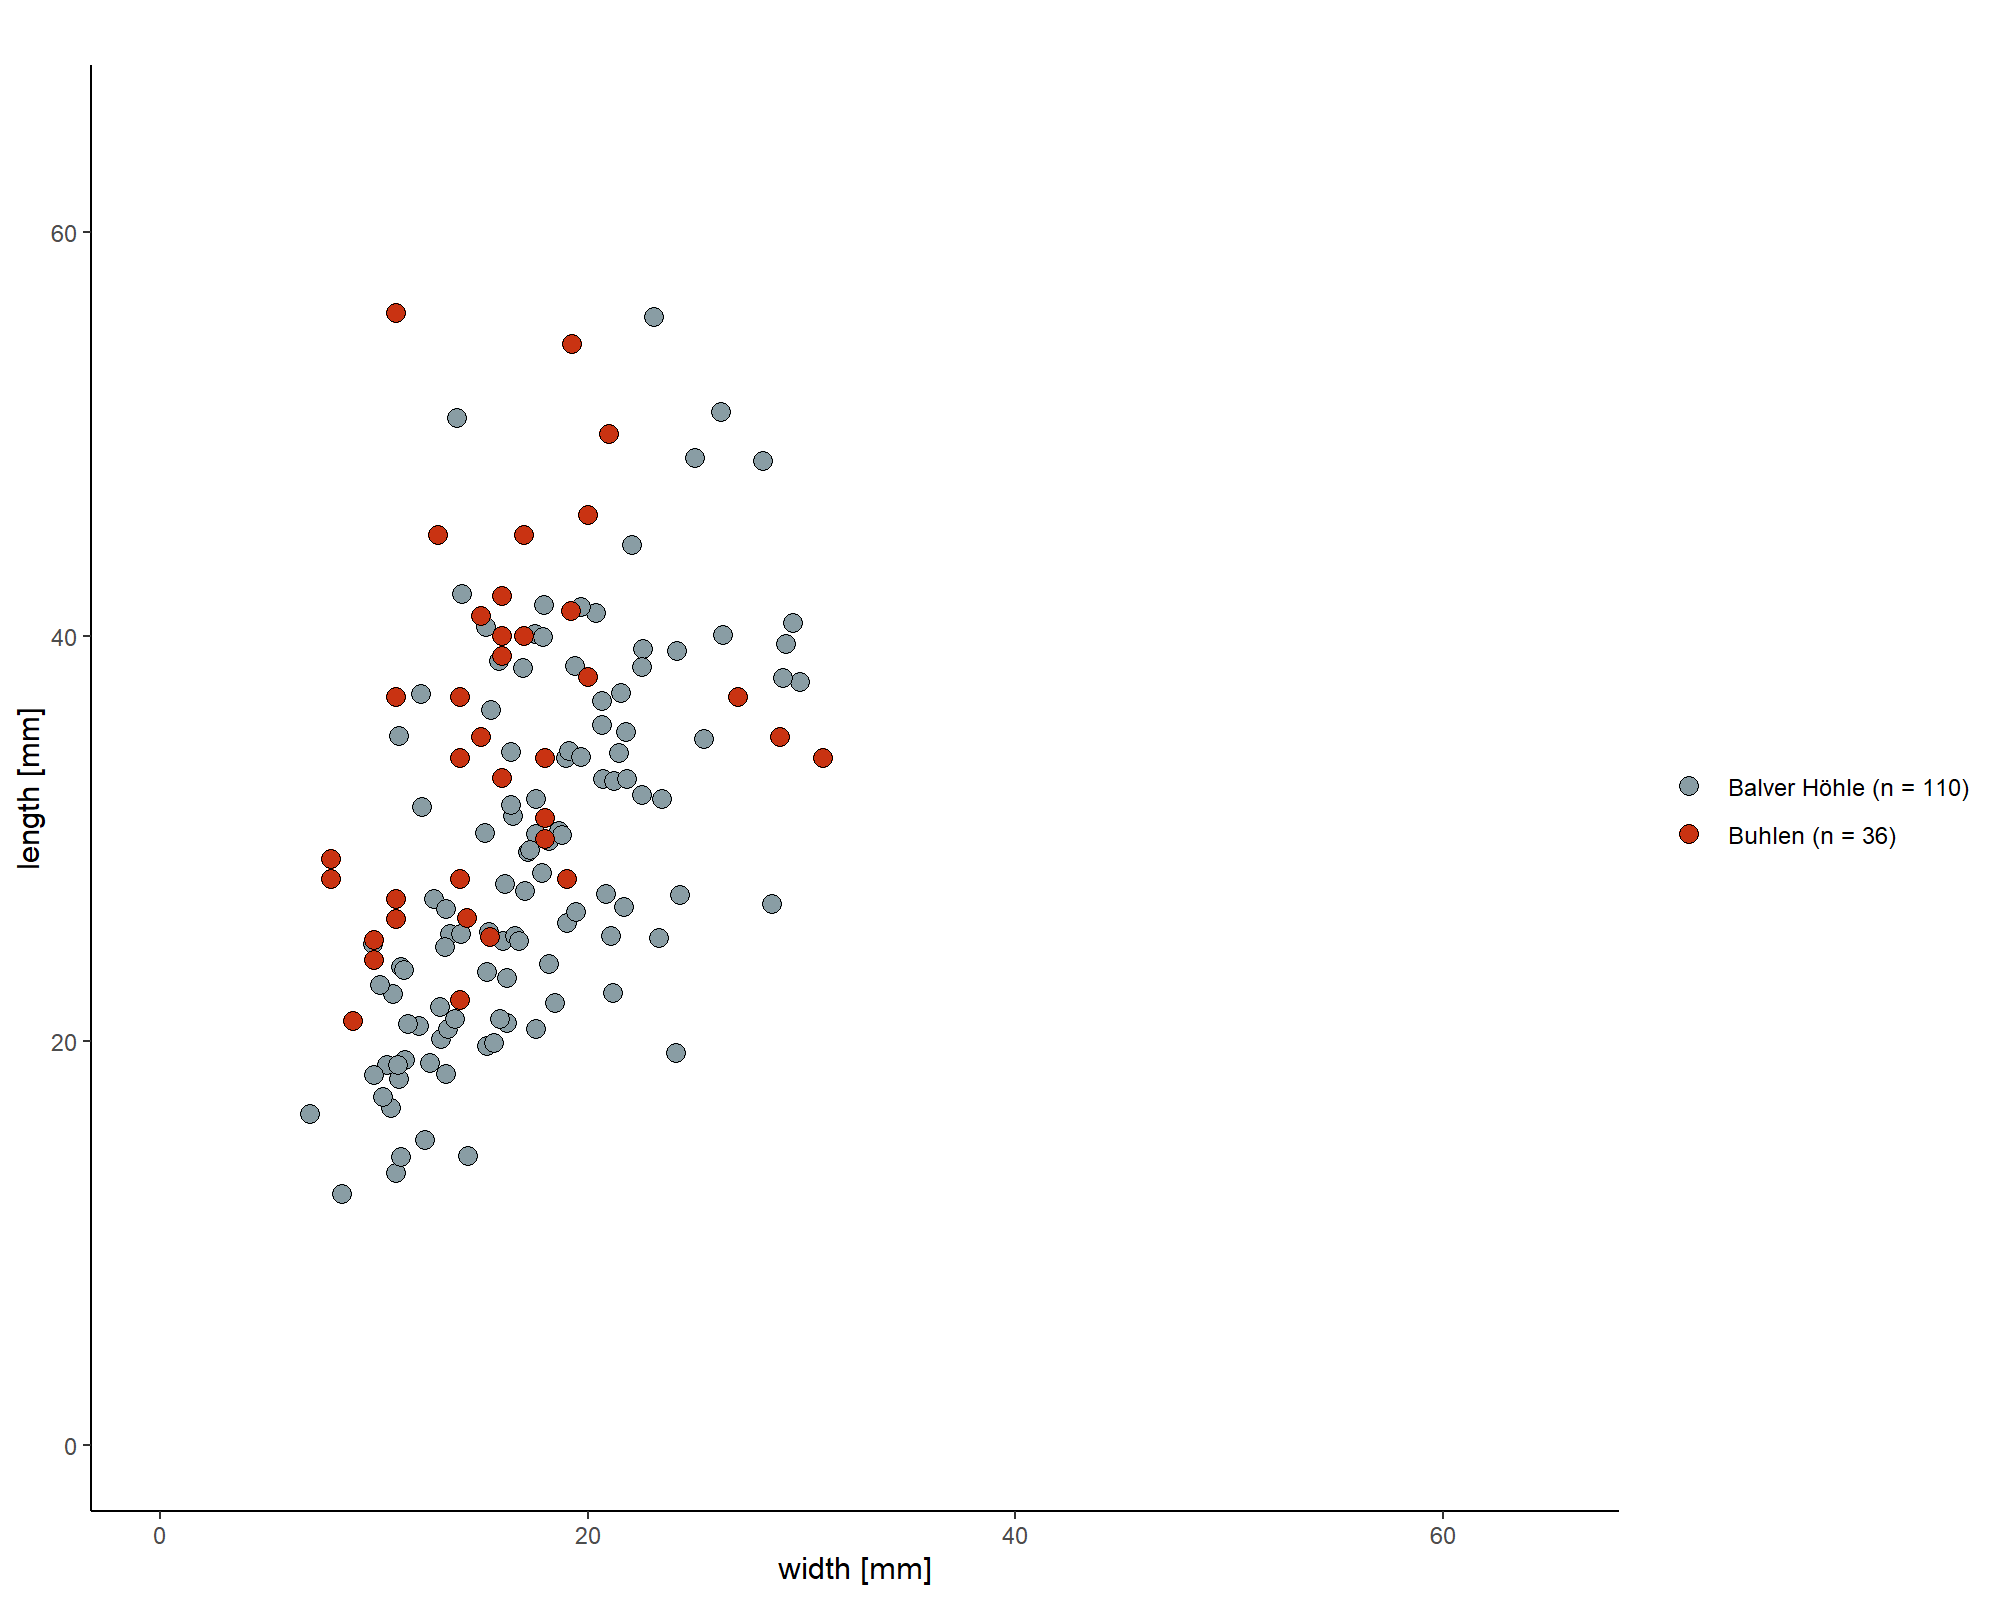 60
40
20
0
length [mm]
0 20 40 60
width [mm]
Balver Höhle (n = 110)
Buhlen (n = 36)